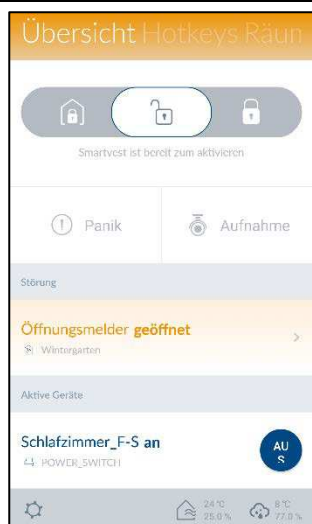 Übersicht Hotkeys Räun
Smartvest ist bereit zum aktivieren
Panik
Aufnahme
Störung
Öffnungsmelder geöffnet
Wintergarten
Aktive Geräte
Schlafzimmer_F-S an
AU
S
POWER_SWITCH
24 °C
25.0 %
8 °C
77.0 %